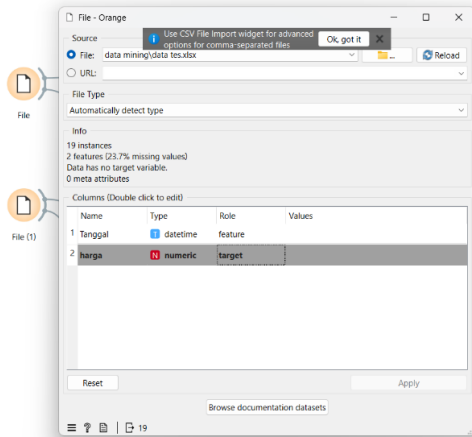 File - Orange
Use CSV File Import widget for advanced
options for comma-separated files
Ok, got it
Source
File: data mining\data tes.xlsx
...
Reload
URL:
File
File Type
Automatically detect type
Info
19 instances
2 features (23.7% missing values)
Data has no target variable.
0 meta attributes
File (1)
Columns (Double click to edit)
Name Type Role Values
1 Tanggal T datetime feature
2 harga N numeric target
Reset Apply
Browse documentation datasets
? 19